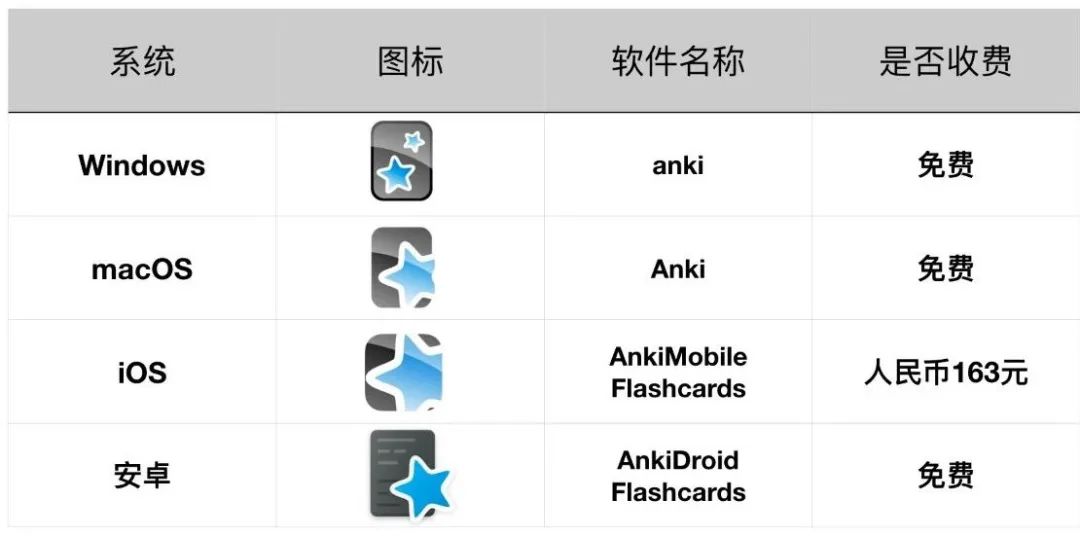 系统 图标 软件名称 是否收费
Windows anki 免费
macOS Anki 免费
iOS AnkiMobile Flashcards 人民币163元
安卓 AnkiDroid Flashcards 免费